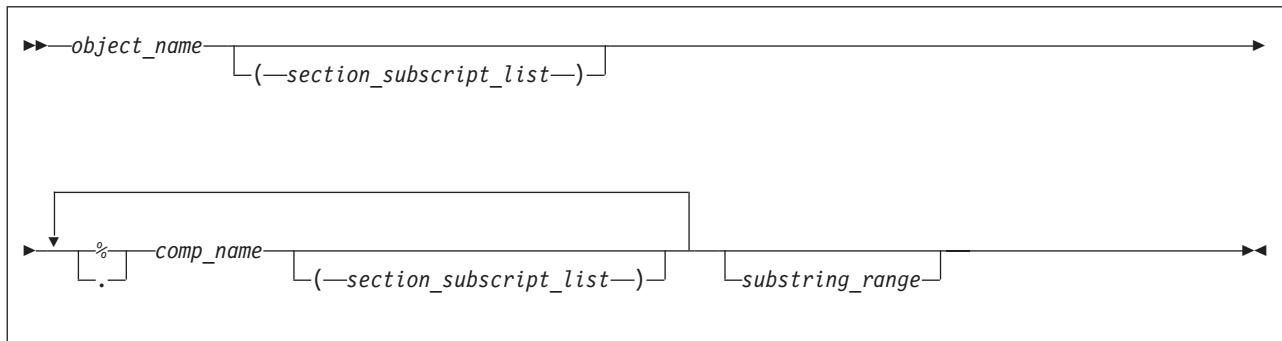 object_name
( section_subscript_list )
% comp_name
. ( section_subscript_list ) substring_range